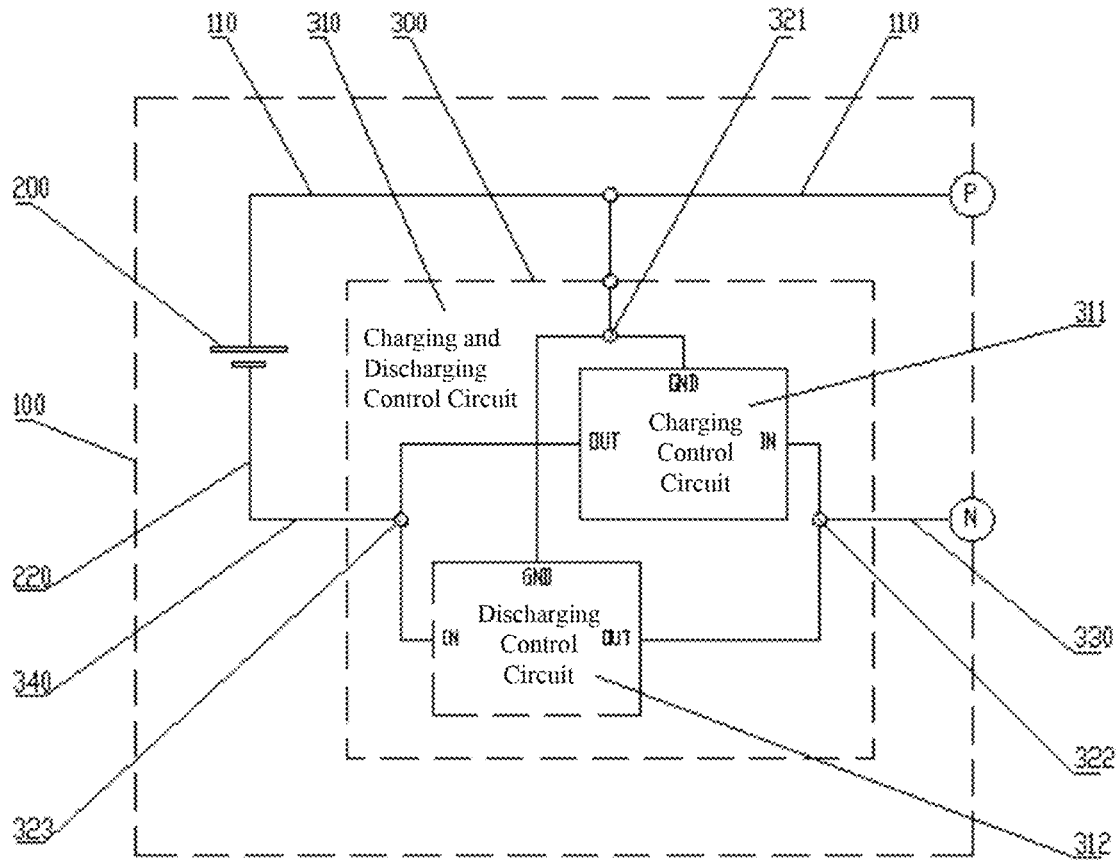 110
310
300
321
110
200
P
311
Charging and
Discharging
Control Circuit
GND
100
OUT
Charging
Control
Circuit
IN
N
220
GND
IN
Discharging
Control
Circuit
OUT
330
340
322
323
312